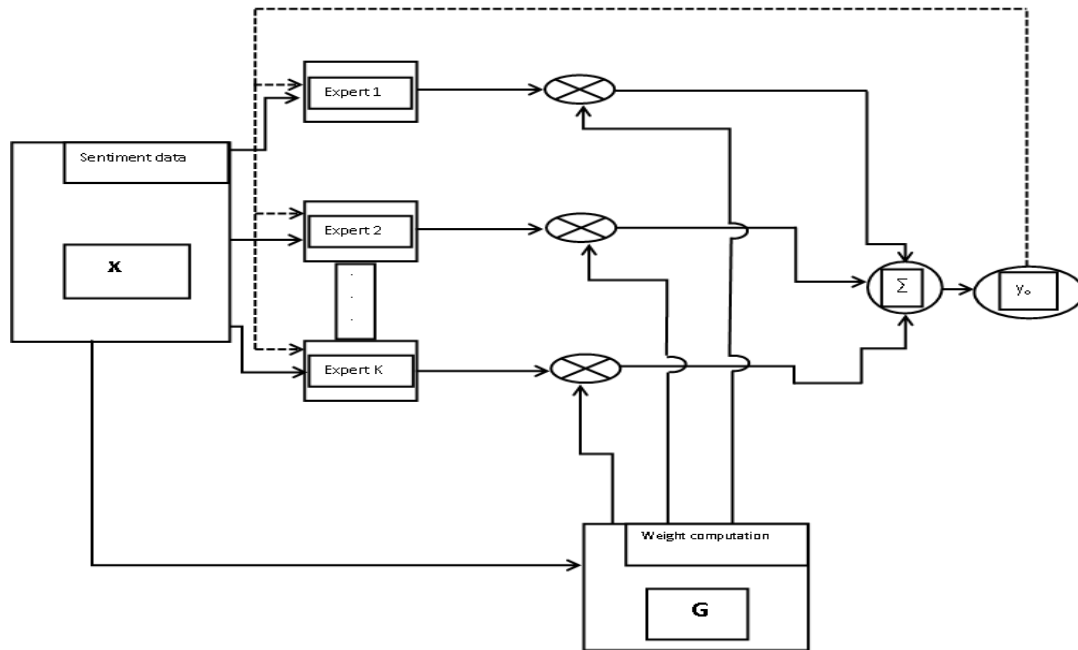 Expert 1
Sentiment data
X
Expert 2
.
.
.
Expert K
Σ
yₒ
Weight computation
G